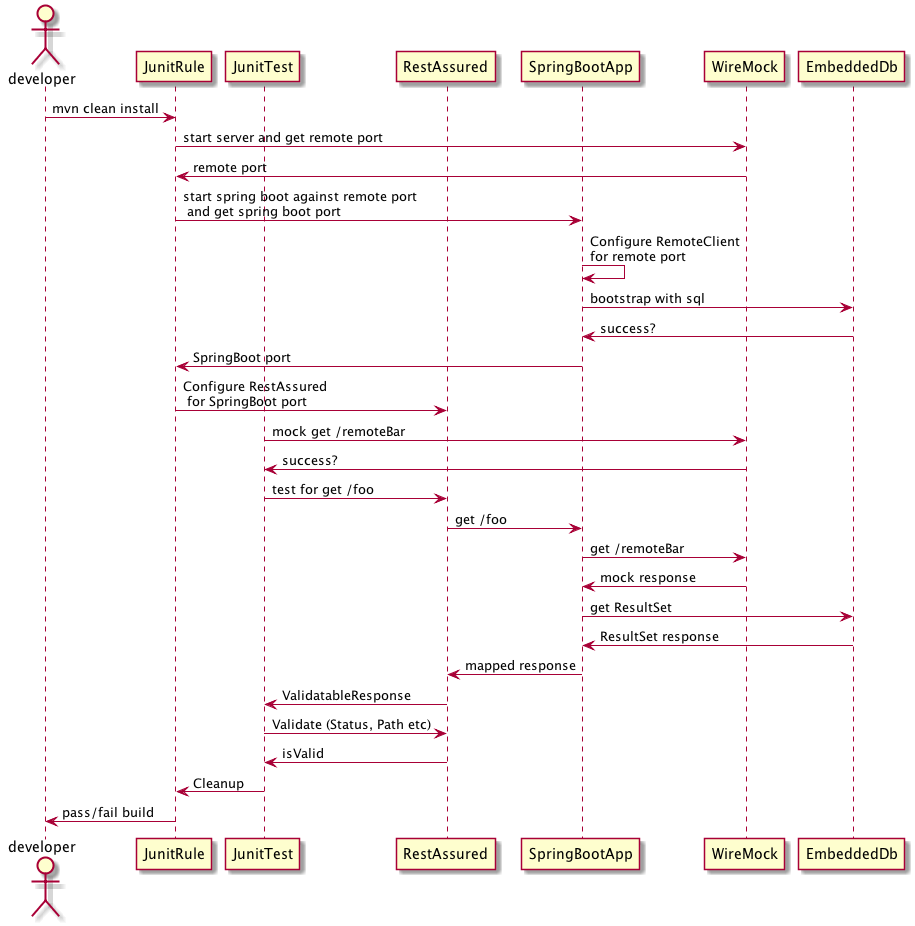 developer
JunitRule
JunitTest
RestAssured
SpringBootApp
WireMock
EmbeddedDb
mvn clean install
start server and get remote port
remote port
start spring boot against remote port
and get spring boot port
Configure RemoteClient
for remote port
bootstrap with sql
success?
SpringBoot port
Configure RestAssured
for SpringBoot port
mock get /remoteBar
success?
test for get /foo
get /foo
get /remoteBar
mock response
get ResultSet
ResultSet response
mapped response
ValidatableResponse
Validate (Status, Path etc)
isValid
Cleanup
pass/fail build
developer
JunitRule
JunitTest
RestAssured
SpringBootApp
WireMock
EmbeddedDb